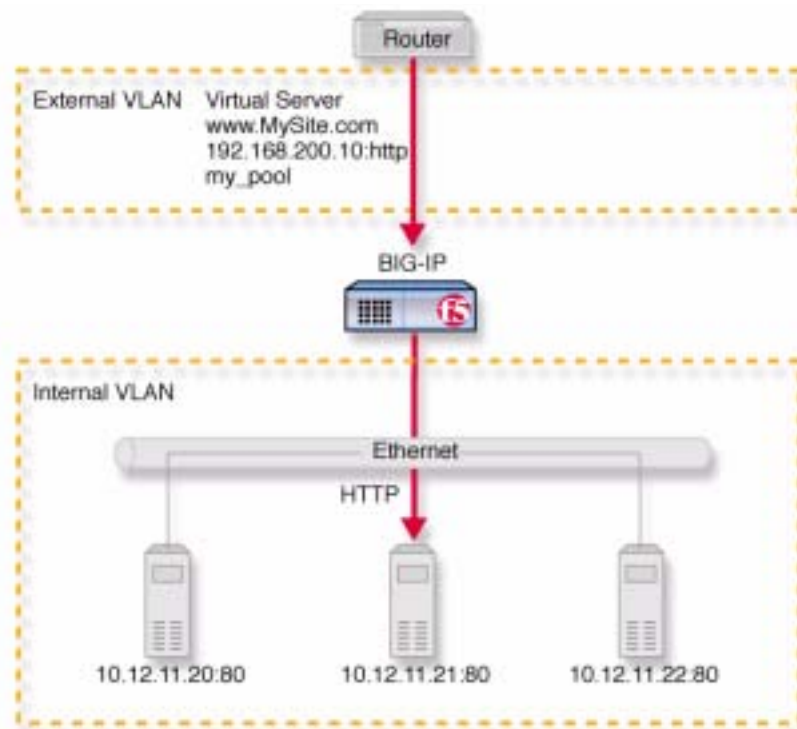 Router
External VLAN
Virtual Server
www.MySite.com
192.168.200.10:http
my_pool
BIG-IP
f5
Internal VLAN
Ethernet
HTTP
10.12.11.20:80
10.12.11.21:80
10.12.11.22:80